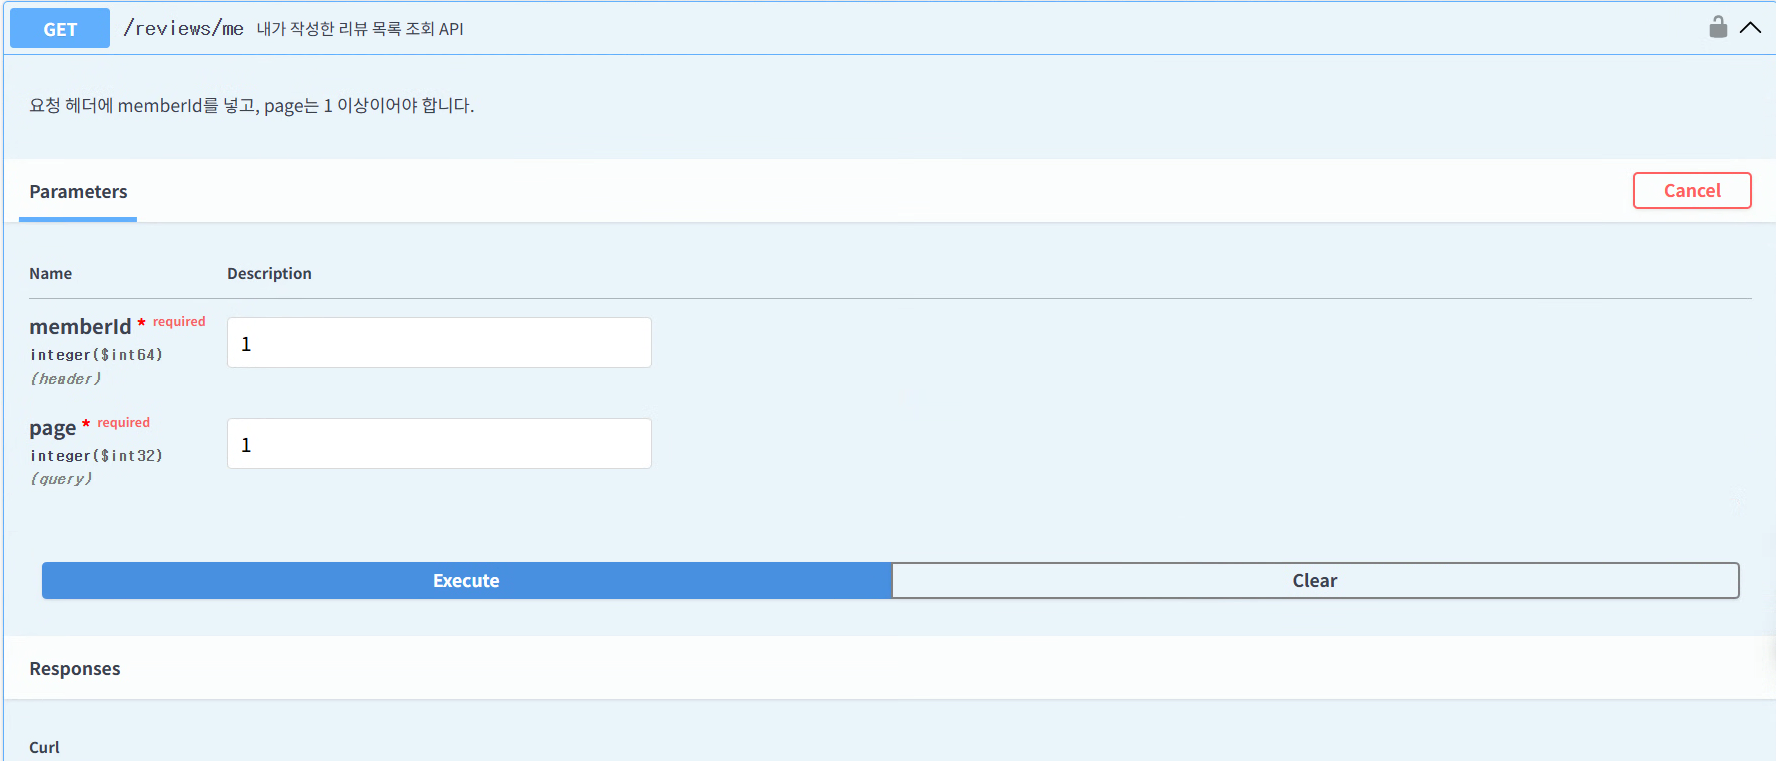 GET /reviews/me 내가 작성한 리뷰 목록 조회 API
요청 헤더에 memberId를 넣고, page는 1 이상이어야 합니다.
Parameters
Cancel
Name Description
memberId * required
integer($int64)
(header)
1
page * required
integer($int32)
(query)
1
Execute Clear
Responses
Curl